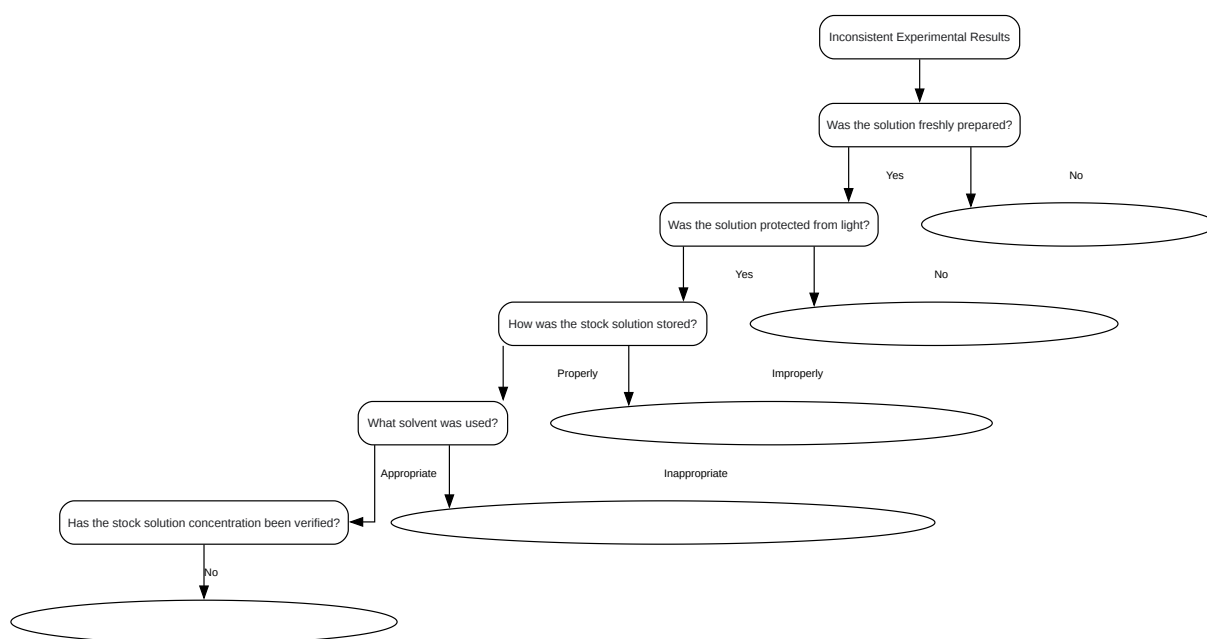 Inconsistent Experimental Results
Was the solution freshly prepared?
Yes
No
Was the solution protected from light?
Yes
No
How was the stock solution stored?
Properly
Improperly
What solvent was used?
Appropriate
Inappropriate
Has the stock solution concentration been verified?
No